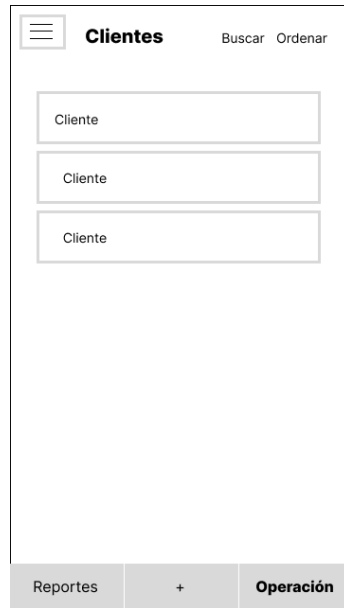 Clientes Buscar Ordenar
Cliente
Cliente
Cliente
Reportes + Operación